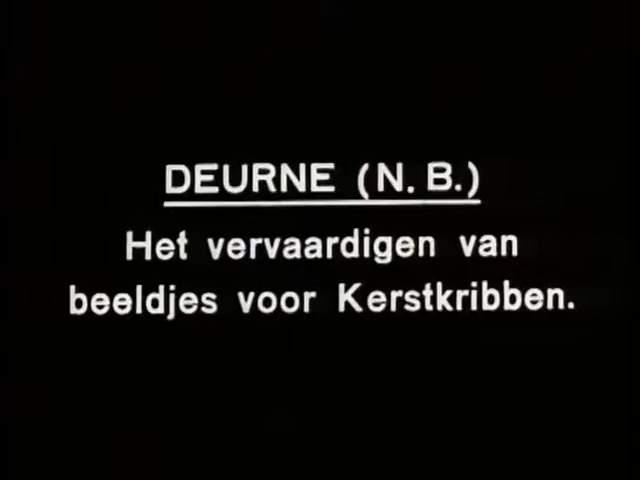 DEURNE (N.B.)
Het vervaardigen van
beeldjes voor Kerstkribben.